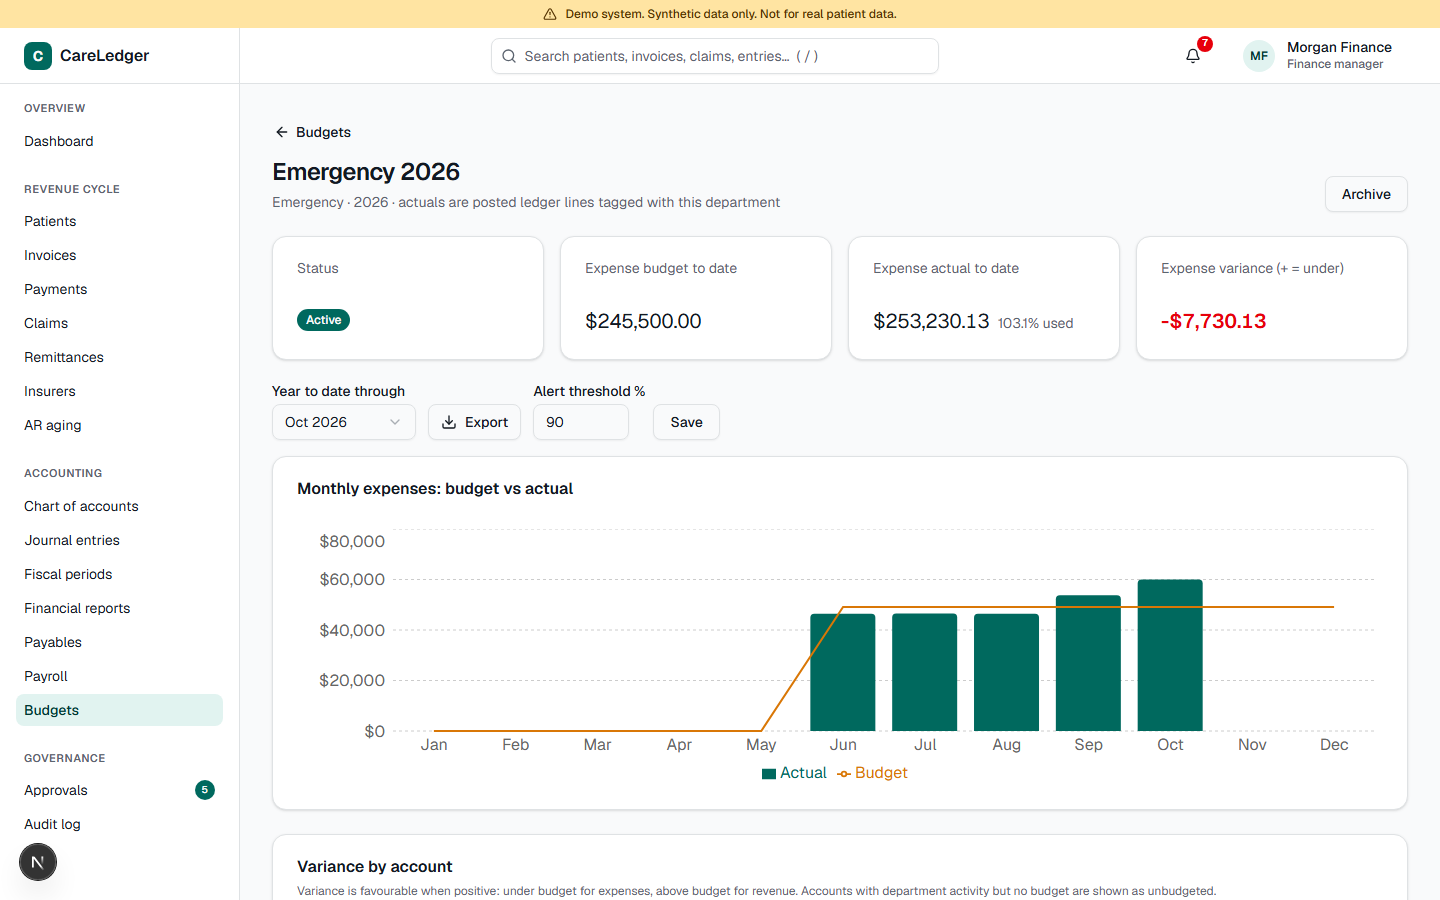 Demo system. Synthetic data only. Not for real patient data.
C CareLedger
Search patients, invoices, claims, entries... ( / )
7
MF
Morgan Finance
Finance manager
OVERVIEW
Dashboard
REVENUE CYCLE
Patients
Invoices
Payments
Claims
Remittances
Insurers
AR aging
ACCOUNTING
Chart of accounts
Journal entries
Fiscal periods
Financial reports
Payables
Payroll
Budgets
GOVERNANCE
Approvals 5
Audit log
N
Budgets
Emergency 2026
Emergency · 2026 · actuals are posted ledger lines tagged with this department
Archive
Status
Active
Expense budget to date
$245,500.00
Expense actual to date
$253,230.13 103.1% used
Expense variance (+ = under)
-$7,730.13
Year to date through
Oct 2026
Export
Alert threshold %
90
Save
Monthly expenses: budget vs actual
$80,000
$60,000
$40,000
$20,000
$0
Jan Feb Mar Apr May Jun Jul Aug Sep Oct Nov Dec
Actual Budget
Variance by account
Variance is favourable when positive: under budget for expenses, above budget for revenue. Accounts with department activity but no budget are shown as unbudgeted.